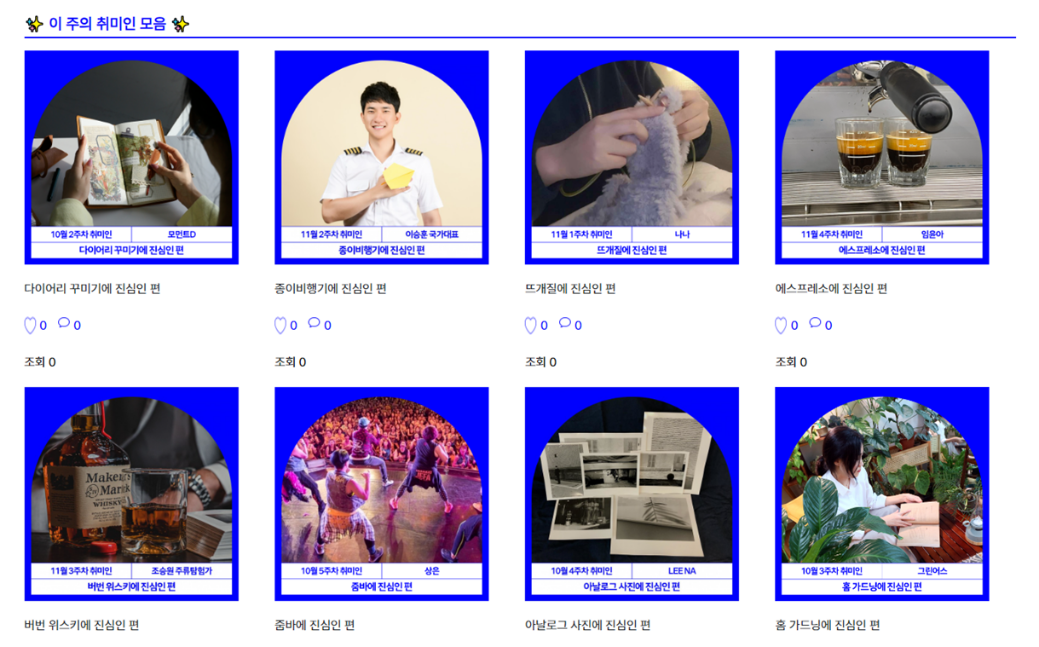 ✨ 이 주의 취미인 모음 ✨
10월 2주차 취미인 모먼트D
다이어리 꾸미기에 진심인 편
11월 2주차 취미인 이승훈 국가대표
종이비행기에 진심인 편
11월 1주차 취미인 나나
뜨개질에 진심인 편
11월 4주차 취미인 임윤아
에스프레소에 진심인 편
다이어리 꾸미기에 진심인 편
종이비행기에 진심인 편
뜨개질에 진심인 편
에스프레소에 진심인 편
0 0
0 0
0 0
0 0
조회 0
조회 0
조회 0
조회 0
Maker's
Mark
WHISKY
11월 3주차 취미인 조승원 주류탐험가
버번 위스키에 진심인 편
10월 5주차 취미인 상은
줌바에 진심인 편
10월 4주차 취미인 LEE NA
아날로그 사진에 진심인 편
10월 3주차 취미인 그린어스
홈 가드닝에 진심인 편
버번 위스키에 진심인 편
줌바에 진심인 편
아날로그 사진에 진심인 편
홈 가드닝에 진심인 편